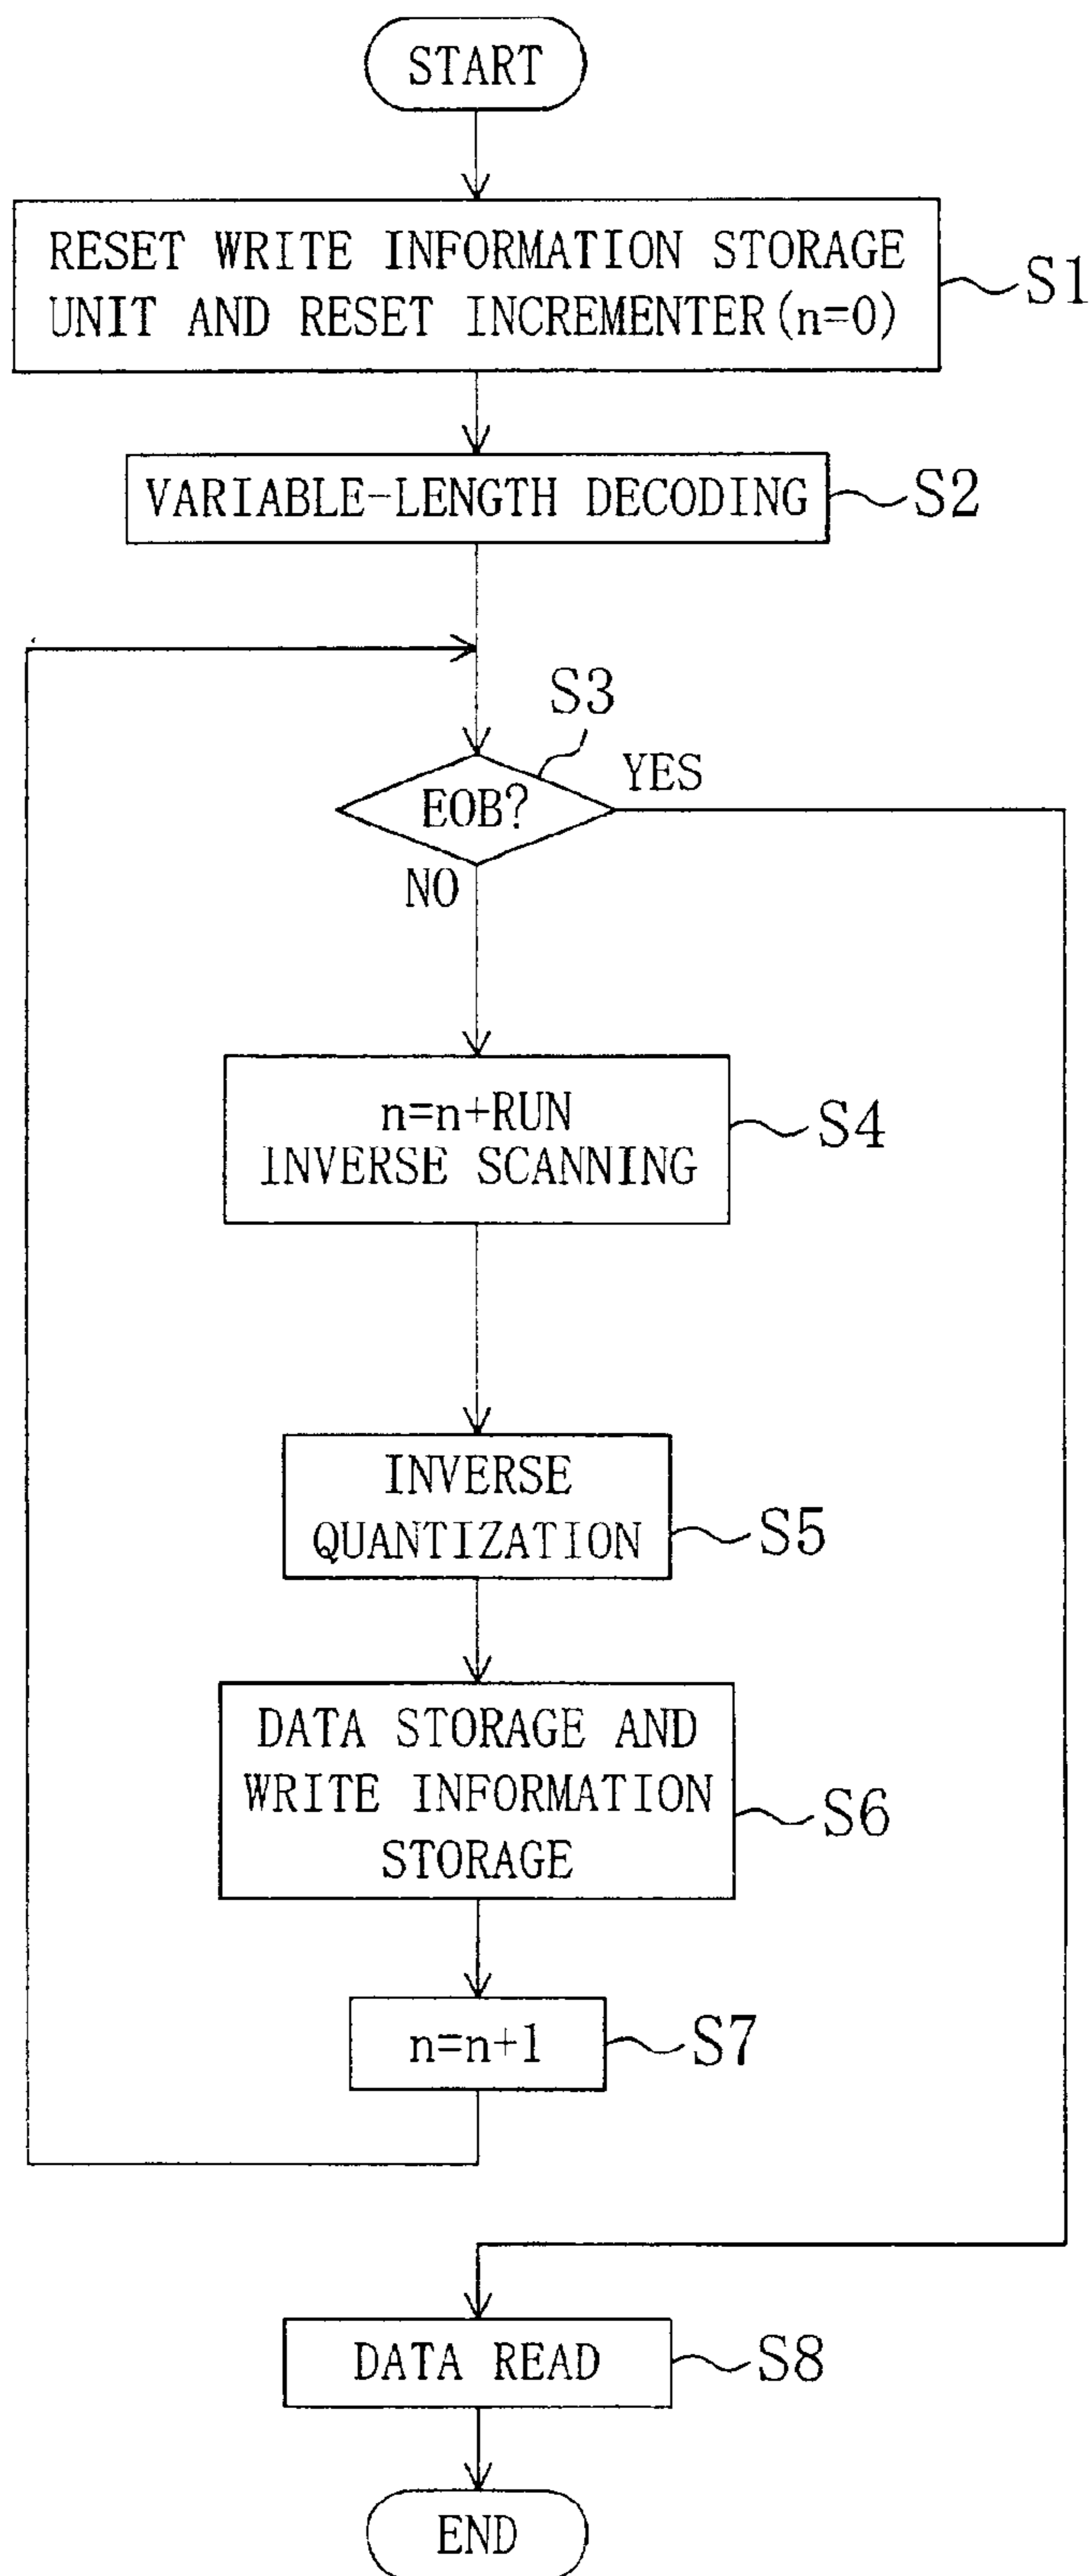 START
RESET WRITE INFORMATION STORAGE
UNIT AND RESET INCREMENTER(n=0)
S1
VARIABLE-LENGTH DECODING
S2
S3
EOB?
YES
NO
n=n+RUN
INVERSE SCANNING
S4
INVERSE
QUANTIZATION
S5
DATA STORAGE AND
WRITE INFORMATION
STORAGE
S6
n=n+1
S7
DATA READ
S8
END